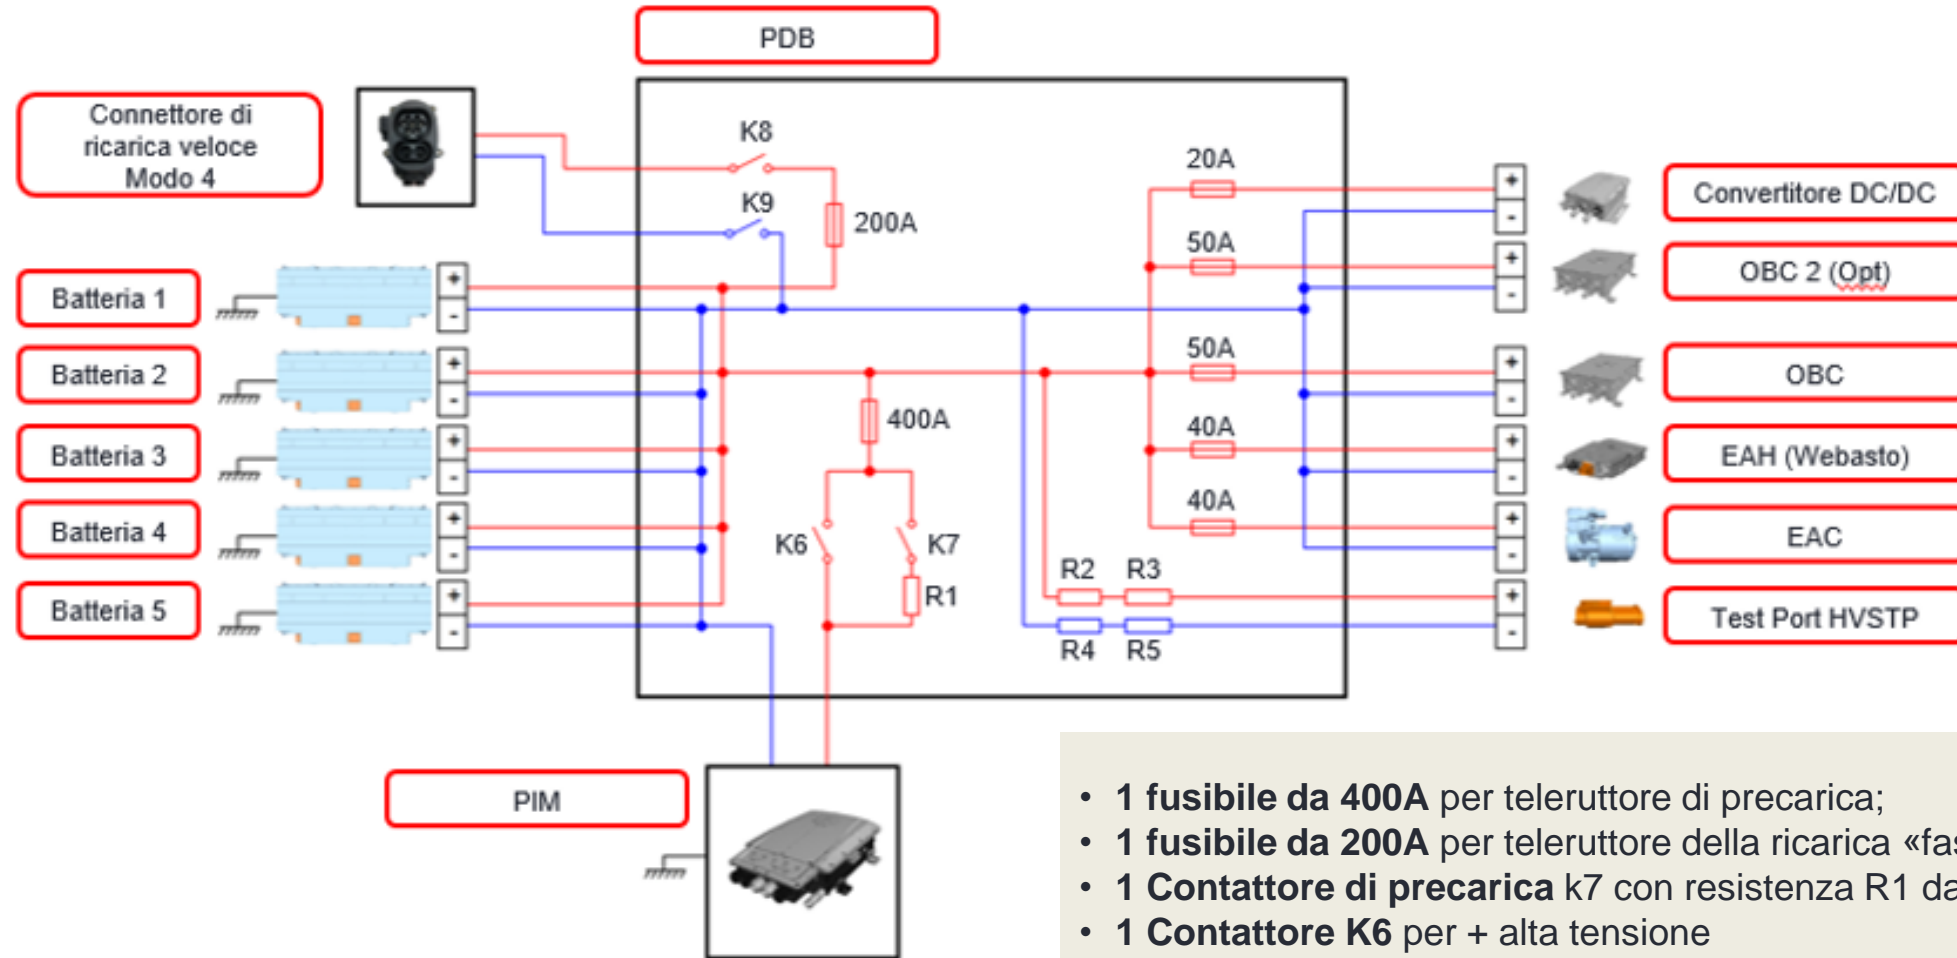 PDB
Connettore di
ricarica veloce
Modo 4
K8
K9
200A
20A
+
-
Convertitore DC/DC
50A
+
-
OBC 2 (Opt)
Batteria 1
+
-
Batteria 2
+
-
50A
+
-
OBC
400A
Batteria 3
+
-
40A
+
-
EAH (Webasto)
Batteria 4
+
-
K6
K7
40A
+
-
EAC
Batteria 5
+
-
R1
R2
R3
R4
R5
+
-
Test Port HVSTP
PIM
• 1 fusibile da 400A per teleruttore di precarica;
• 1 fusibile da 200A per teleruttore della ricarica «fas
• 1 Contattore di precarica k7 con resistenza R1 da
• 1 Contattore K6 per + alta tensione